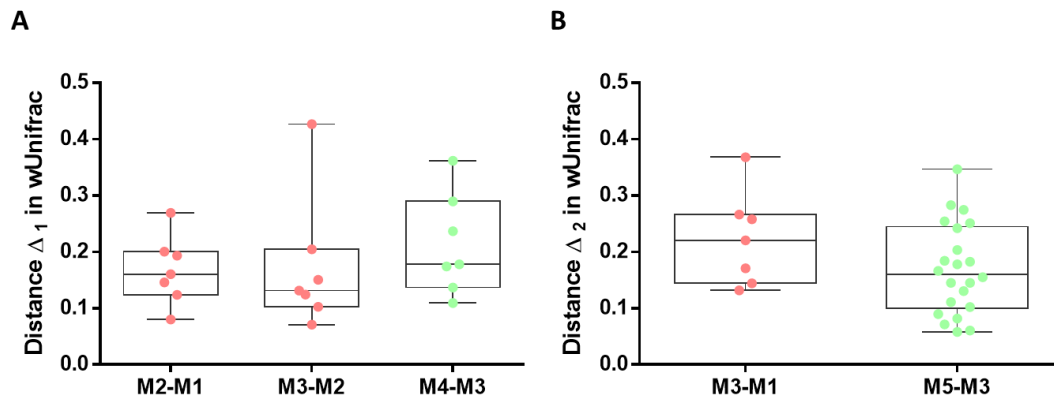 A
B
Distance Δ 1 in wUnifrac
0.5
0.4
0.3
0.2
0.1
0.0
M2-M1 M3-M2 M4-M3
Distance Δ 2 in wUnifrac
0.5
0.4
0.3
0.2
0.1
0.0
M3-M1 M5-M3